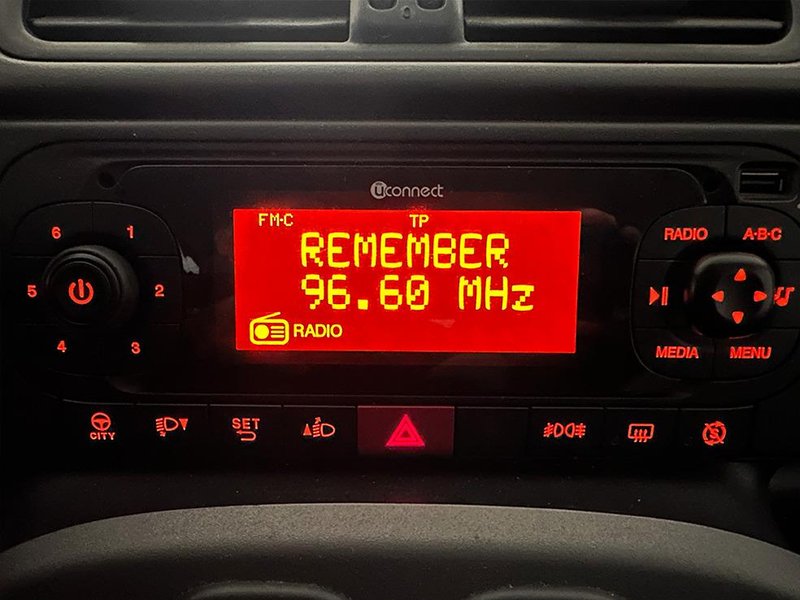 uconnect
FM-C TP
REMEMBER
96.60 MHz
RADIO
6 1
5 2
4 3
RADIO A·B·C
MEDIA MENU
CITY
SET